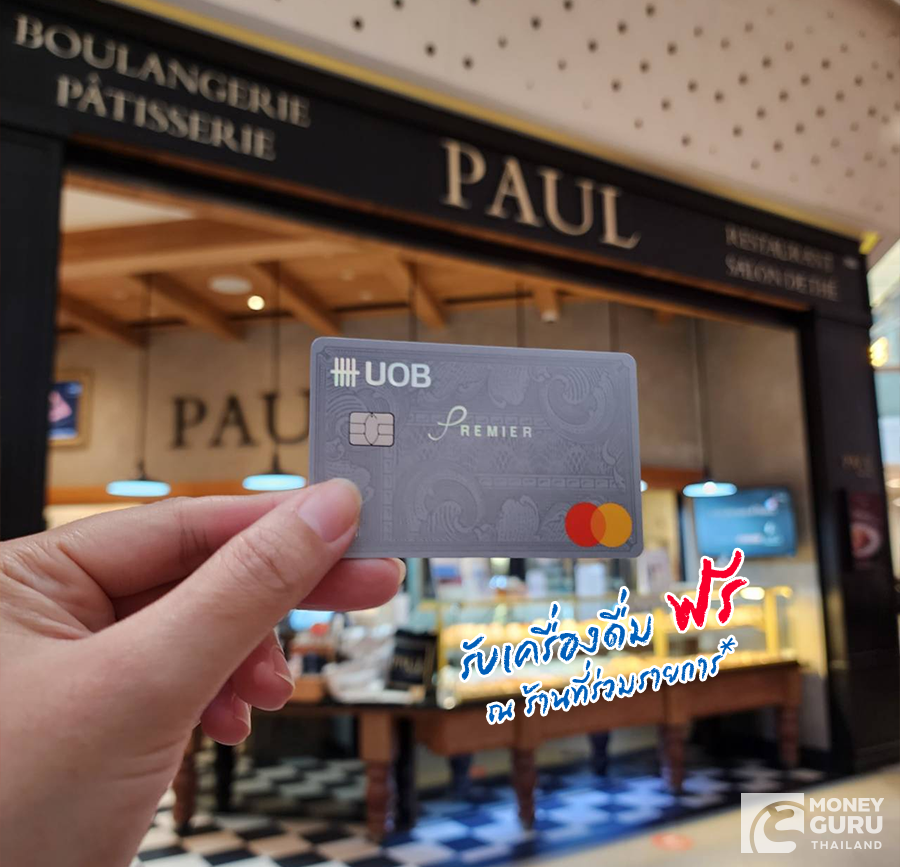 BOULANGERIE
PÂTISSERIE
PAUL
RESTAURANT
SALON DE THÉ
PAU
UOB
PREMIER
PAUL
รับเครื่องดื่ม ฟรี
ณ ร้านที่ร่วมรายการ*
MONEY
GURU
THAILAND